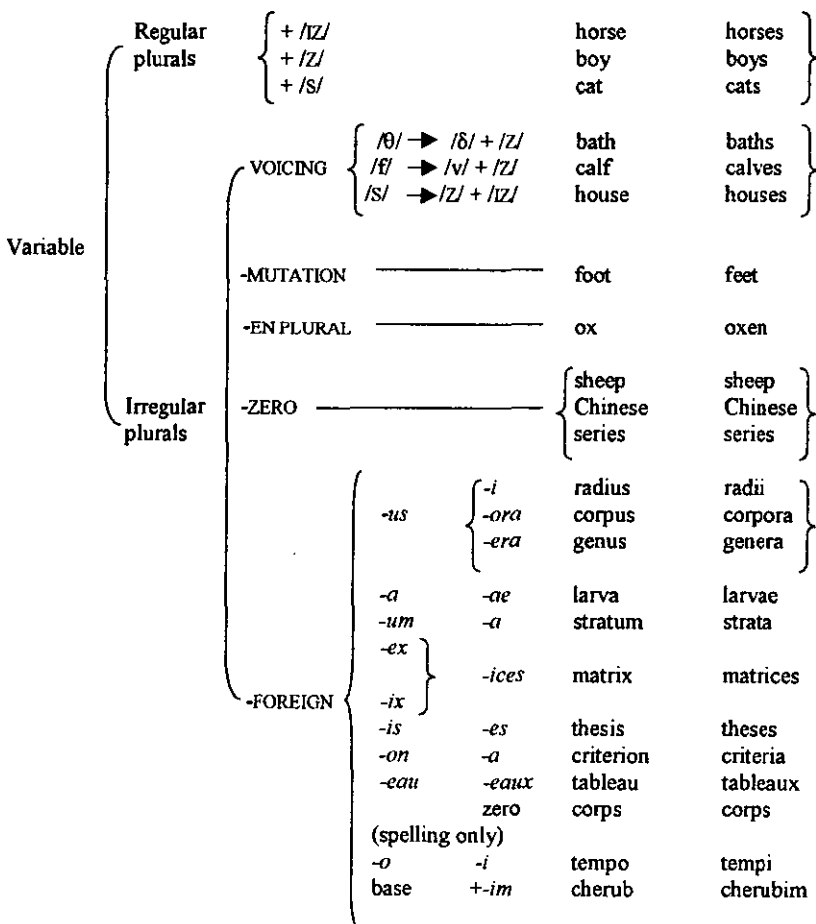 Regular + /ɪz/ horse horses
plurals + /z/ boy boys
+ /s/ cat cats
/θ/ → /δ/ + /z/ bath baths
VOICING /f/ → /v/ + /z/ calf calves
/s/ → /z/ + /ɪz/ house houses
Variable
-MUTATION foot feet
-EN PLURAL ox oxen
sheep sheep
Irregular -ZERO Chinese Chinese
plurals series series
-i radius radii
-us -ora corpus corpora
-era genus genera
-a -ae larva larvae
-um -a stratum strata
-ex
-ices matrix matrices
-FOREIGN -ix
-is -es thesis theses
-on -a criterion criteria
-eau -eaux tableau tableaux
zero corps corps
(spelling only)
-o -i tempo tempi
base +-im cherub cherubim